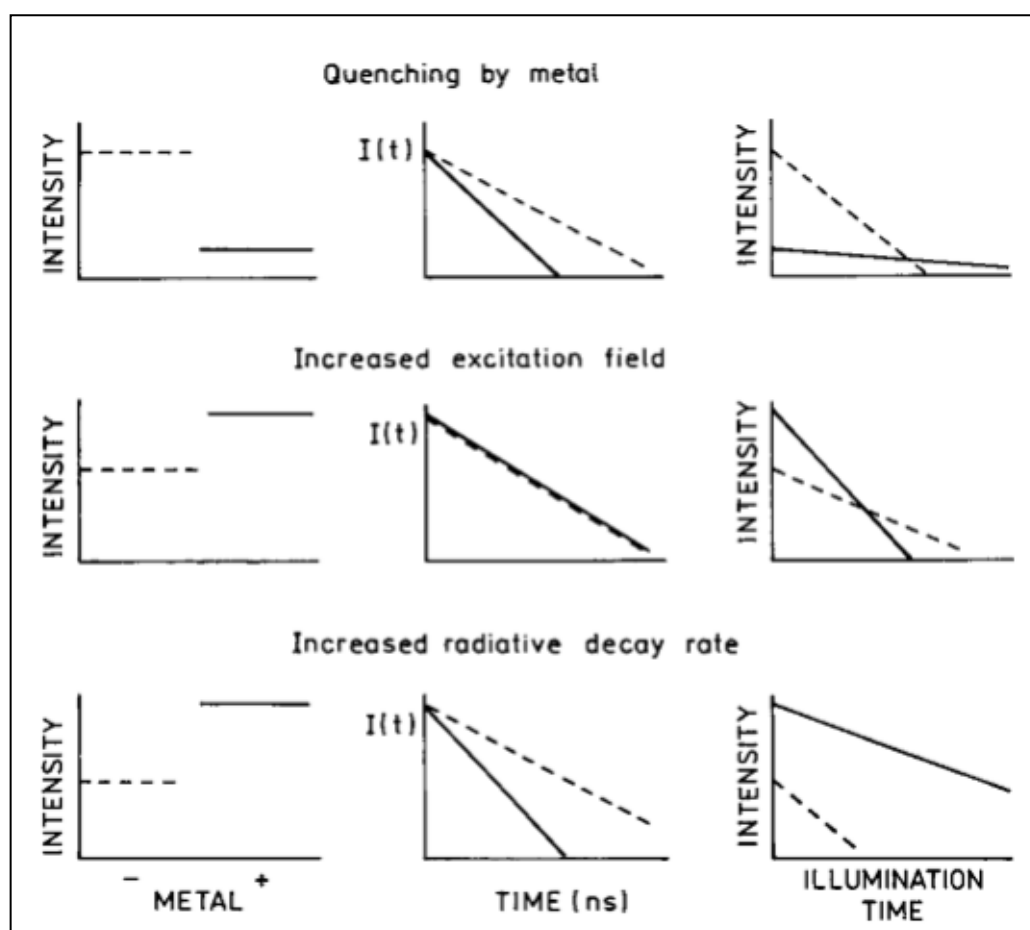 Quenching by metal
INTENSITY
I(t)
INTENSITY
Increased excitation field
INTENSITY
I(t)
INTENSITY
Increased radiative decay rate
INTENSITY
I(t)
INTENSITY
- +
METAL
TIME (ns)
ILLUMINATION
TIME